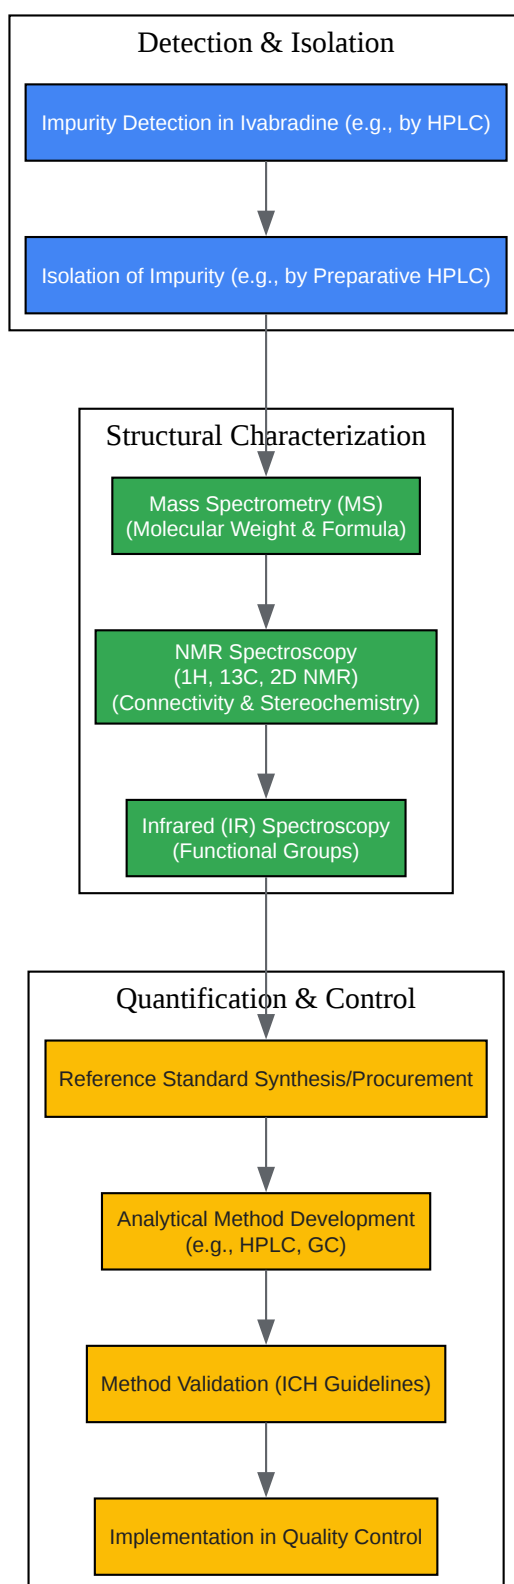 Detection & Isolation
Impurity Detection in Ivabradine (e.g., by HPLC)
Isolation of Impurity (e.g., by Preparative HPLC)
Structural Characterization
Mass Spectrometry (MS)
(Molecular Weight & Formula)
NMR Spectroscopy
(1H, 13C, 2D NMR)
(Connectivity & Stereochemistry)
Infrared (IR) Spectroscopy
(Functional Groups)
Quantification & Control
Reference Standard Synthesis/Procurement
Analytical Method Development
(e.g., HPLC, GC)
Method Validation (ICH Guidelines)
Implementation in Quality Control